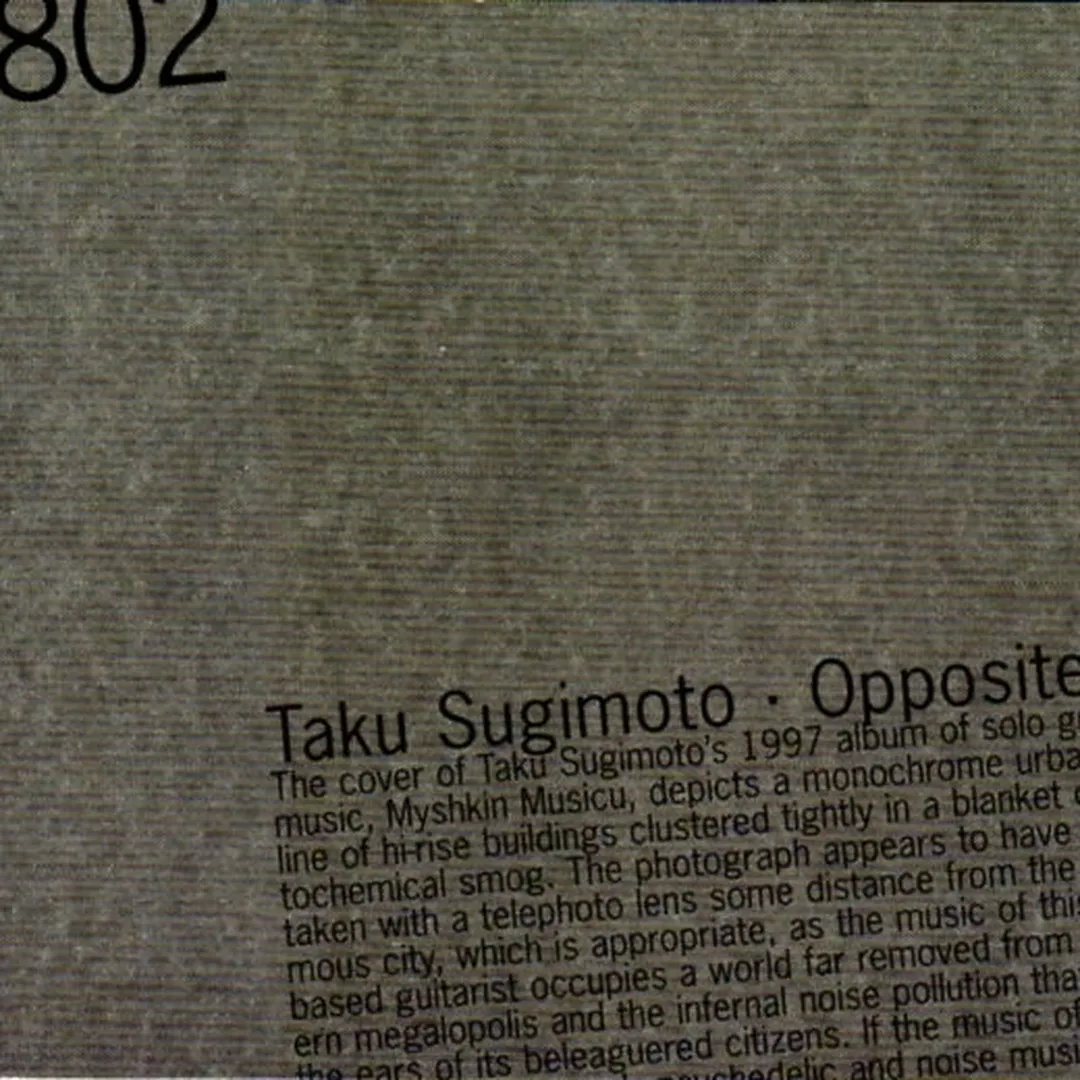 802
Taku Sugimoto · Opposite
The cover of Taku Sugimoto's 1997 album of solo g
music, Myshkin Musicu, depicts a monochrome urba
line of hi-rise buildings clustered tightly in a blanket
tochemical smog. The photograph appears to have
taken with a telephoto lens some distance from the
mous city, which is appropriate, as the music of this
based guitarist occupies a world far removed from
ern megalopolis and the infernal noise pollution tha
the ears of its beleaguered citizens. If the music of
psychedelic and noise musi